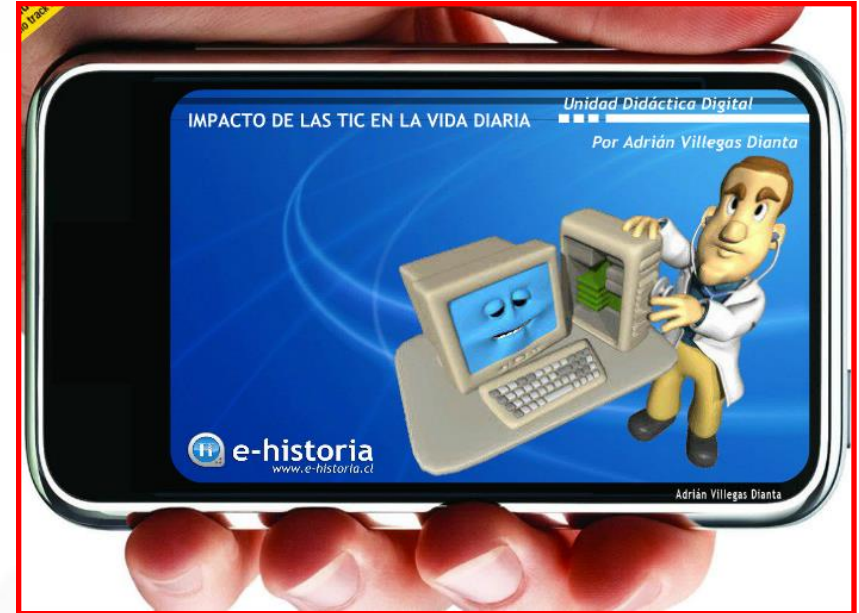 Unidad Didáctica Digital
IMPACTO DE LAS TIC EN LA VIDA DIARIA
Por Adrián Villegas Dianta
e-historia
www.e-historia.cl
Adrián Villegas Dianta